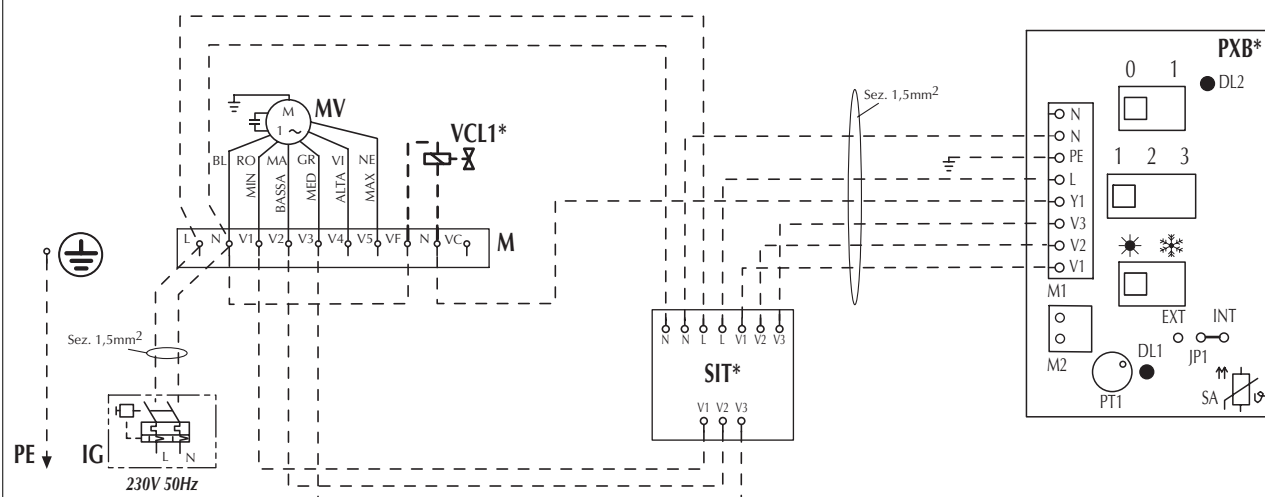 PXB*
0 1
DL2
Sez. 1,5mm2
MV
M
1 ~
VCL1*
BL RO MA GR VI NE
MIN BASSA MED ALTA MAX
N
N
PE
L
Y1
V3
V2
V1
1 2 3
L N V1 V2 V3 V4 V5 VF N VC M
M1
EXT INT
M2
DL1
JP1
PT1
SA
ϑ
Sez. 1,5mm2
N N L L V1 V2 V3
SIT*
V1 V2 V3
PE
IG
L N
230V 50Hz